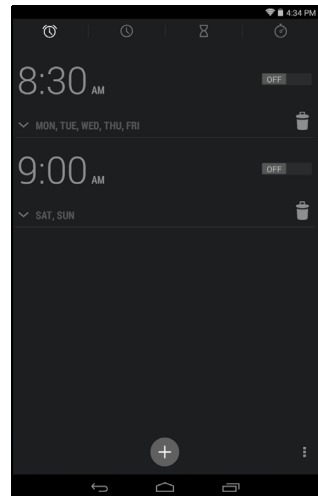 4:34 PM
8:30 AM
OFF
MON, TUE, WED, THU, FRI
9:00 AM
OFF
SAT, SUN